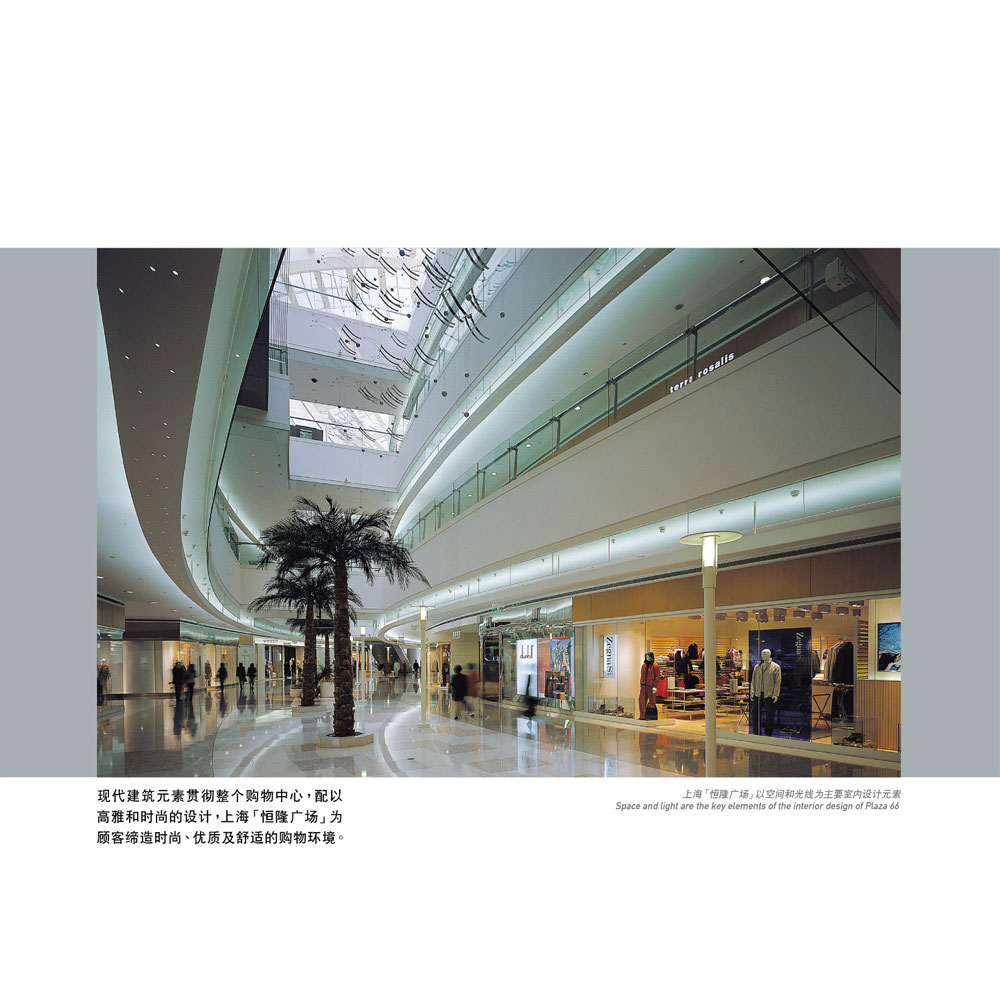 terra rosalis
dunhill
Zegna
Zegna
现代建筑元素贯彻整个购物中心，配以
高雅和时尚的设计，上海「恒隆广场」为
顾客缔造时尚、优质及舒适的购物环境。
上海「恒隆广场」以空间和光线为主要室内设计元素
Space and light are the key elements of the interior design of Plaza 66